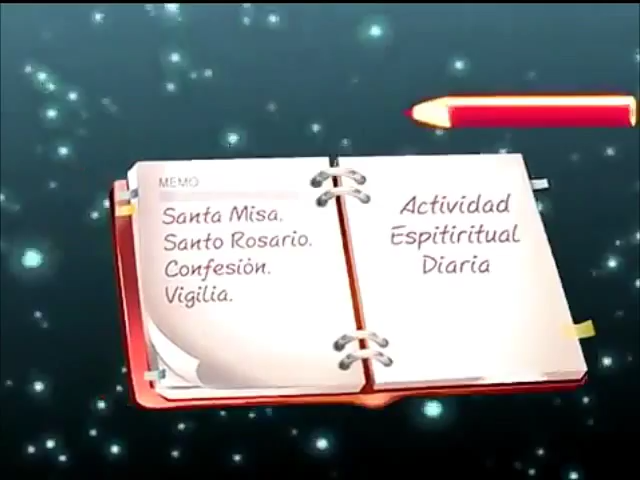 MEMO
Santa Misa.
Santo Rosario.
Confesión.
Vigilia.
Actividad
Espitiritual
Diaria